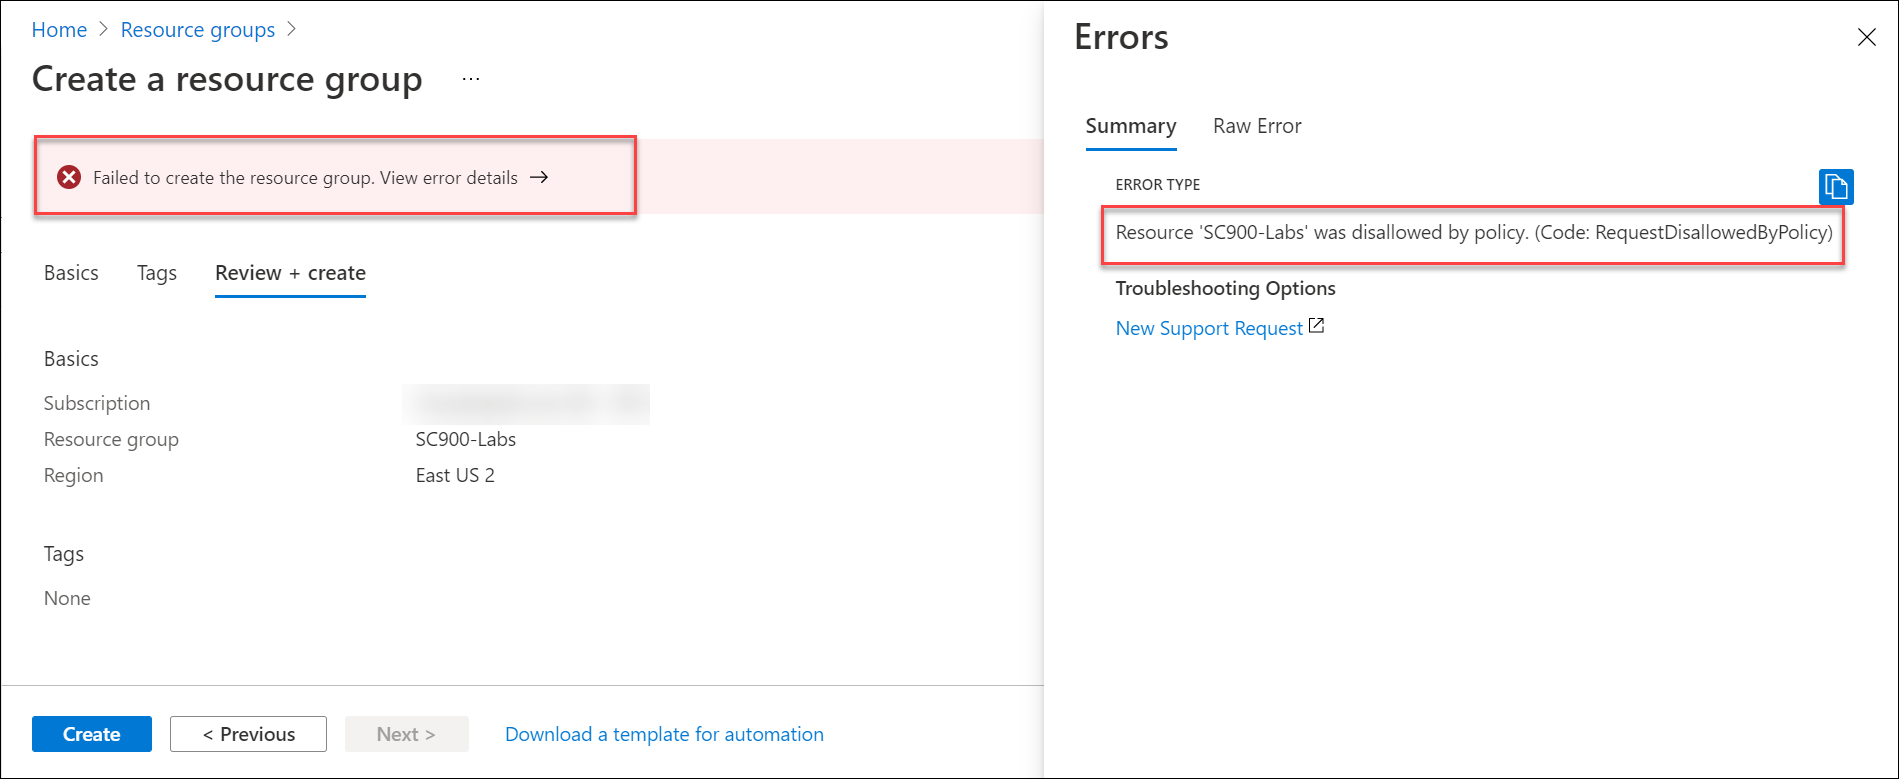 Home > Resource groups >
Create a resource group ...
Failed to create the resource group. View error details →
Basics Tags Review + create
Basics
Subscription
Resource group SC900-Labs
Region East US 2
Tags
None
Create < Previous Next > Download a template for automation
Errors
Summary Raw Error
ERROR TYPE
Resource 'SC900-Labs' was disallowed by policy. (Code: RequestDisallowedByPolicy)
Troubleshooting Options
New Support Request